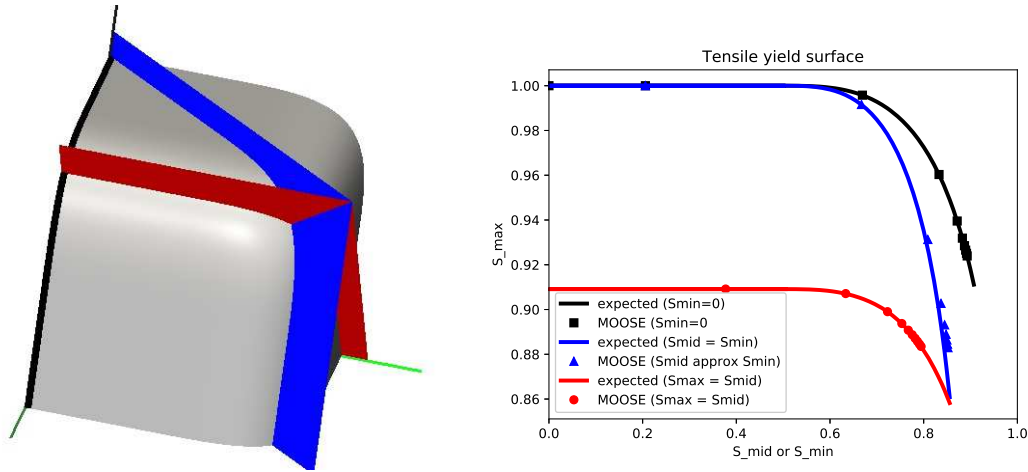 Tensile yield surface
S_max
1.00
0.98
0.96
0.94
0.92
0.90
0.88
0.86
expected (Smin=0)
MOOSE (Smin=0
expected (Smid = Smin)
MOOSE (Smid approx Smin)
expected (Smax = Smid)
MOOSE (Smax = Smid)
0.0 0.2 0.4 0.6 0.8 1.0
S_mid or S_min